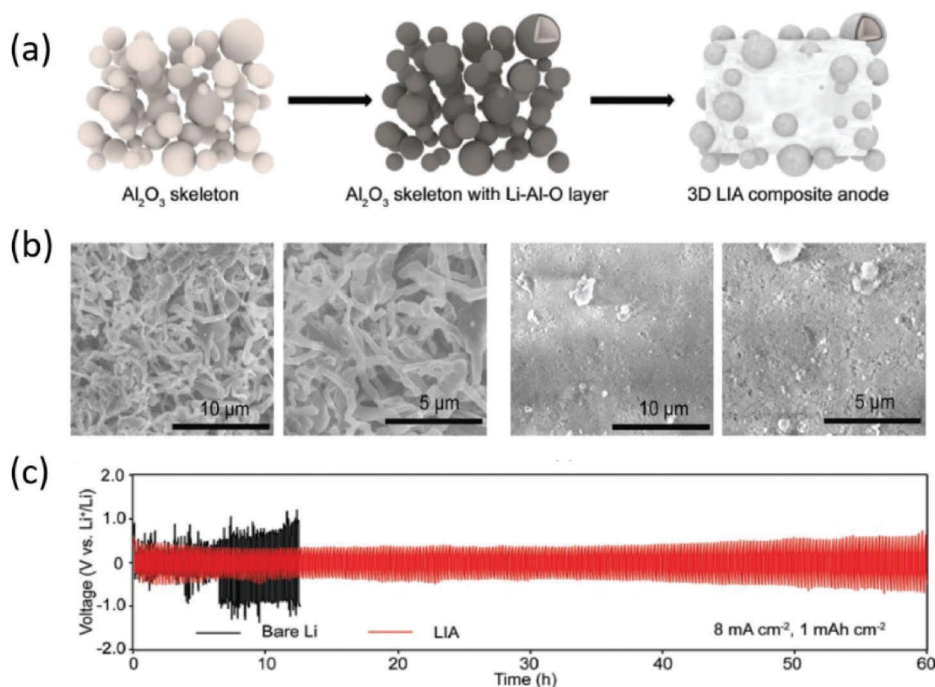 (a)
Al₂O₃ skeleton
Al₂O₃ skeleton with Li-Al-O layer
3D LIA composite anode
(b)
10 µm
5 µm
10 µm
5 µm
(c)
Voltage (V vs. Li⁺/Li)
2.0
1.0
0
-1.0
-2.0
Bare Li
LIA
8 mA cm⁻², 1 mAh cm⁻²
0
10
20
30
40
50
60
Time (h)